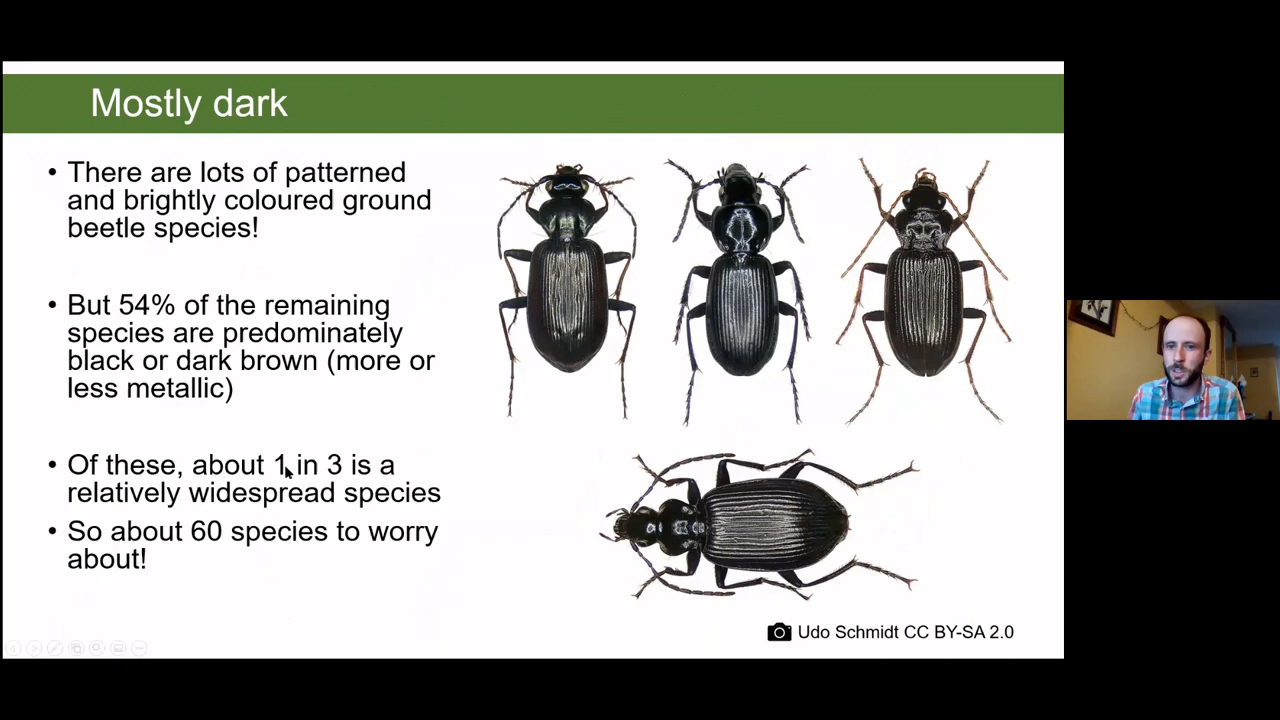 Mostly dark
• There are lots of patterned
and brightly coloured ground
beetle species!
• But 54% of the remaining
species are predominately
black or dark brown (more or
less metallic)
• Of these, about 1 in 3 is a
relatively widespread species
• So about 60 species to worry
about!
Udo Schmidt CC BY-SA 2.0